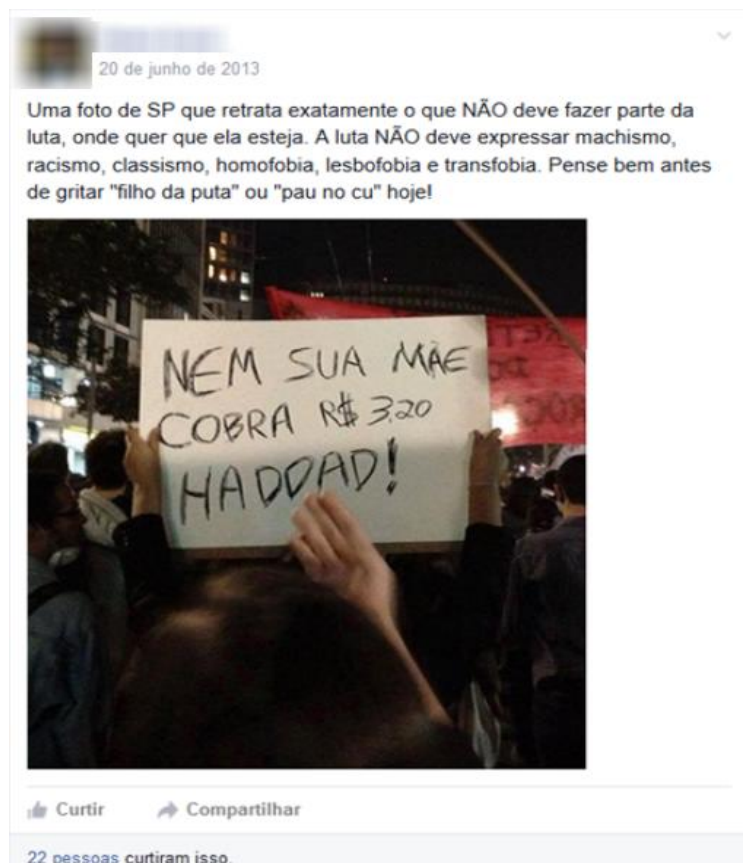 20 de junho de 2013
Uma foto de SP que retrata exatamente o que NÃO deve fazer parte da
luta, onde quer que ela esteja. A luta NÃO deve expressar machismo,
racismo, classismo, homofobia, lesbofobia e transfobia. Pense bem antes
de gritar "filho da puta" ou "pau no cu" hoje!
NEM SUA MÃE
COBRA R$ 3,20
HADDAD!
Curtir Compartilhar
22 pessoas curtiram isso.